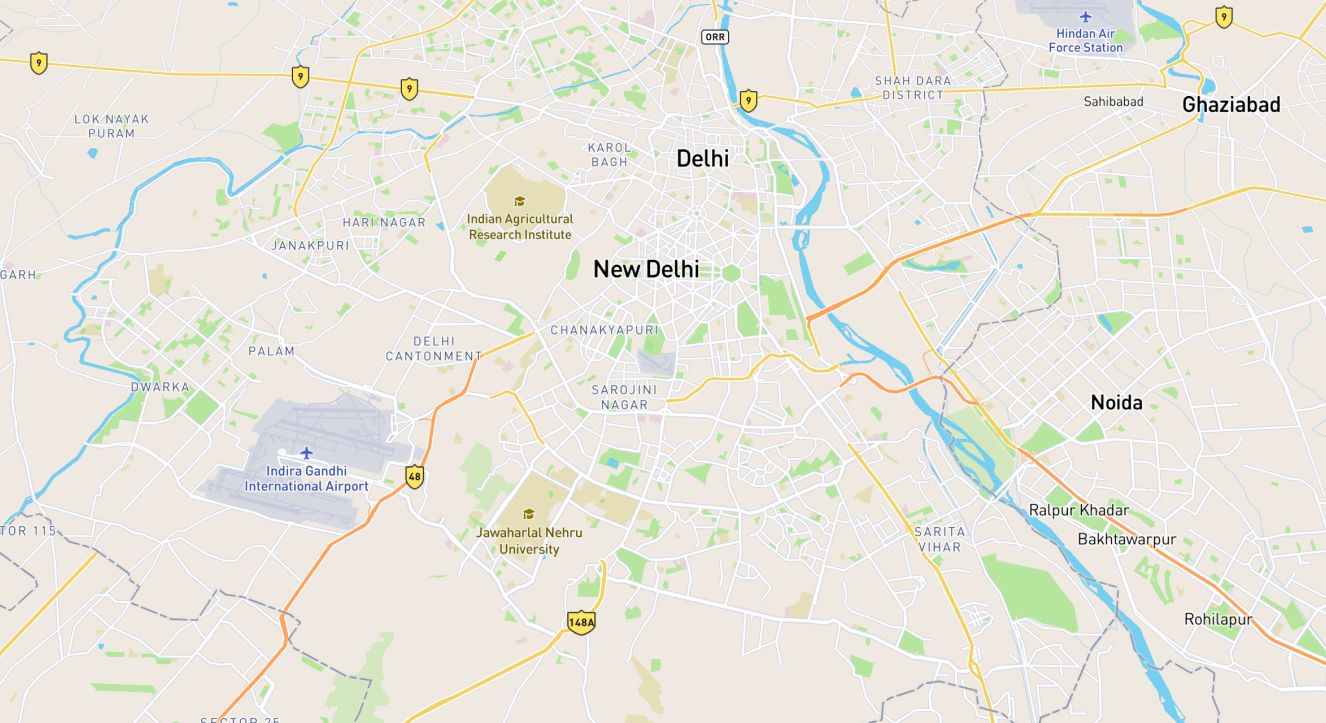 9
Hindan Air
Force Station
ORR
9
9
9
9
SHAH DARA
DISTRICT
Sahibabad
Ghaziabad
LOK NAYAK
PURAM
KAROL
BAGH
Delhi
Indian Agricultural
Research Institute
HARI NAGAR
JANAKPURI
GARH
New Delhi
CHANAKYAPURI
DELHI
CANTONMENT
PALAM
DWARKA
SAROJINI
NAGAR
Noida
Indira Gandhi
International Airport
48
Ralpur Khadar
Jawaharlal Nehru
University
TOR 115
SARITA
VIHAR
Bakhtawarpur
148A
Rohilapur
SECTOR 25